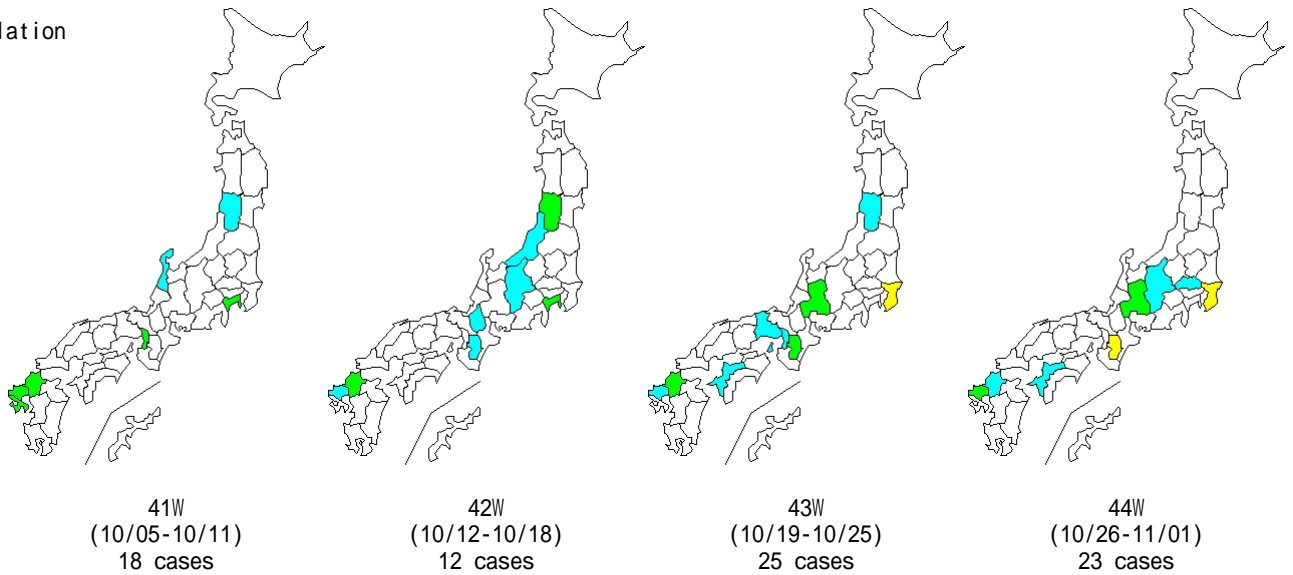 lation
41W
(10/05-10/11)
18 cases
42W
(10/12-10/18)
12 cases
43W
(10/19-10/25)
25 cases
44W
(10/26-11/01)
23 cases